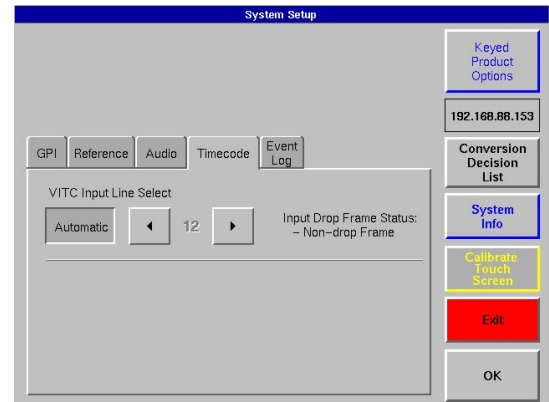 System Setup
Keyed
Product
Options
192.168.88.153
GPI
Reference
Audio
Timecode
Event
Log
Conversion
Decision
List
VITC Input Line Select
Automatic
12
Input Drop Frame Status:
– Non-drop Frame
System
Info
Calibrate
Touch
Screen
Exit
OK